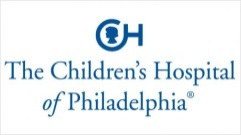 CH
The Children's Hospital
of Philadelphia®